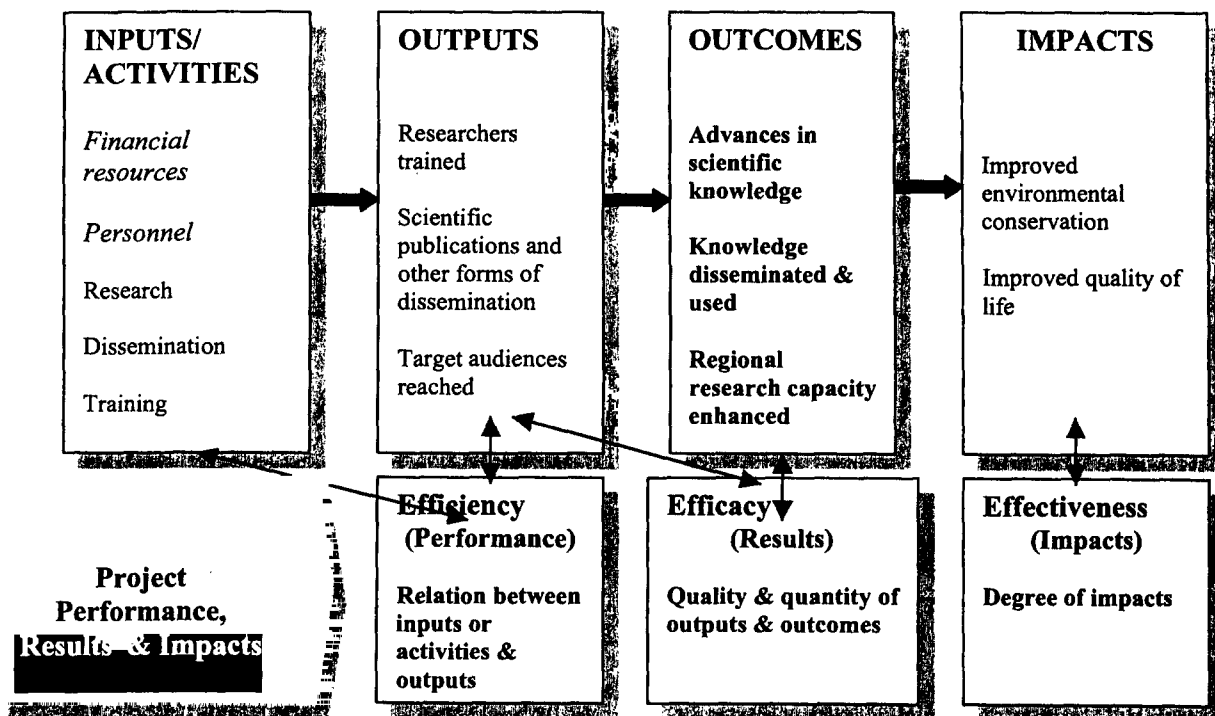 INPUTS/
ACTIVITIES
Financial
resources
Personnel
Research
Dissemination
Training
OUTPUTS
Researchers
trained
Scientific
publications and
other forms of
dissemination
Target audiences
reached
OUTCOMES
Advances in
scientific
knowledge
Knowledge
disseminated &
used
Regional
research capacity
enhanced
IMPACTS
Improved
environmental
conservation
Improved quality of
life
Project
Performance,
Results & Impacts
Efficiency
(Performance)
Relation between
inputs or
activities &
outputs
Efficacy
(Results)
Quality & quantity of
outputs & outcomes
Effectiveness
(Impacts)
Degree of impacts